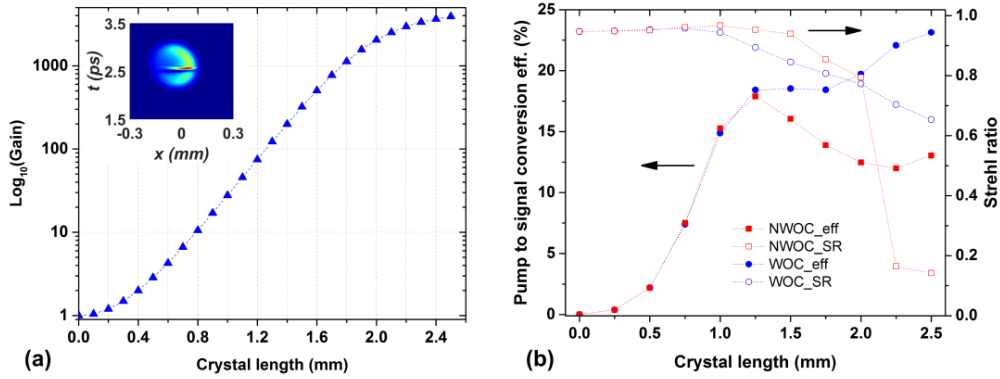 Log10(Gain)
1000
100
10
1
0.0 0.4 0.8 1.2 1.6 2.0 2.4
Crystal length (mm)
(a)
t (ps)
3.5
2.5
1.5
-0.3 0 0.3
x (mm)
Pump to signal conversion eff. (%)
25
20
15
10
5
0
0.0 0.5 1.0 1.5 2.0 2.5
Crystal length (mm)
(b)
NWOC_eff
NWOC_SR
WOC_eff
WOC_SR
1.0
0.8
0.6
0.4
0.2
0.0
Strehl ratio